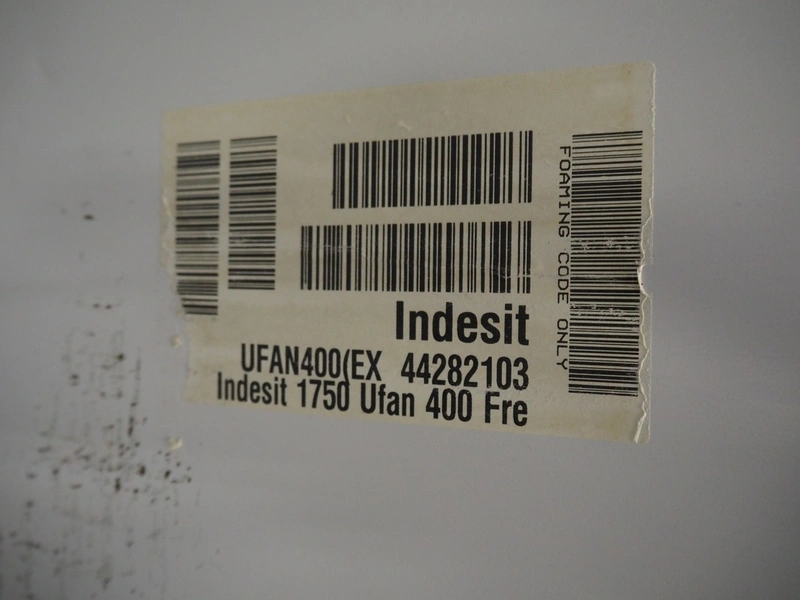 FOAMING CODE ONLY
Indesit
UFAN400(EX 44282103
Indesit 1750 Ufan 400 Fre